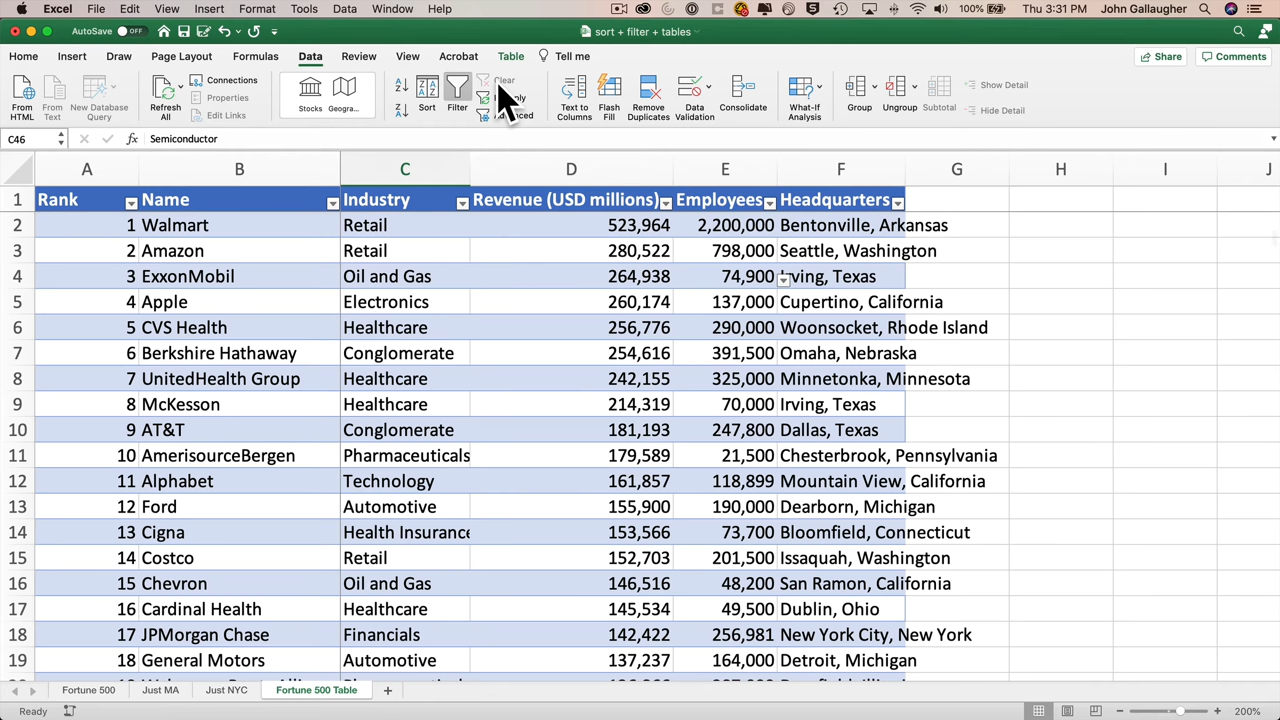 Excel File Edit View Insert Format Tools Data Window Help 100% Thu 3:31 PM John Gallaugher
AutoSave OFF sort + filter + tables
Home Insert Draw Page Layout Formulas Data Review View Acrobat Table Tell me Share Comments
From HTML
From Text
New Database Query
Refresh All
Connections
Properties
Edit Links
Stocks
Geogra...
Sort
Filter
Clear
Text to Columns
Flash Fill
Remove Duplicates
Data Validation
Consolidate
What-If Analysis
Group
Ungroup
Subtotal
Show Detail
Hide Detail
C46 fx Semiconductor
A B C D E F G H I J
1 Rank Name Industry Revenue (USD millions) Employees Headquarters
2 1 Walmart Retail 523,964 2,200,000 Bentonville, Arkansas
3 2 Amazon Retail 280,522 798,000 Seattle, Washington
4 3 ExxonMobil Oil and Gas 264,938 74,900 Irving, Texas
5 4 Apple Electronics 260,174 137,000 Cupertino, California
6 5 CVS Health Healthcare 256,776 290,000 Woonsocket, Rhode Island
7 6 Berkshire Hathaway Conglomerate 254,616 391,500 Omaha, Nebraska
8 7 UnitedHealth Group Healthcare 242,155 325,000 Minnetonka, Minnesota
9 8 McKesson Healthcare 214,319 70,000 Irving, Texas
10 9 AT&T Conglomerate 181,193 247,800 Dallas, Texas
11 10 AmerisourceBergen Pharmaceuticals 179,589 21,500 Chesterbrook, Pennsylvania
12 11 Alphabet Technology 161,857 118,899 Mountain View, California
13 12 Ford Automotive 155,900 190,000 Dearborn, Michigan
14 13 Cigna Health Insurance 153,566 73,700 Bloomfield, Connecticut
15 14 Costco Retail 152,703 201,500 Issaquah, Washington
16 15 Chevron Oil and Gas 146,516 48,200 San Ramon, California
17 16 Cardinal Health Healthcare 145,534 49,500 Dublin, Ohio
18 17 JPMorgan Chase Financials 142,422 256,981 New York City, New York
19 18 General Motors Automotive 137,237 164,000 Detroit, Michigan
Fortune 500 Just MA Just NYC Fortune 500 Table
Ready 200%